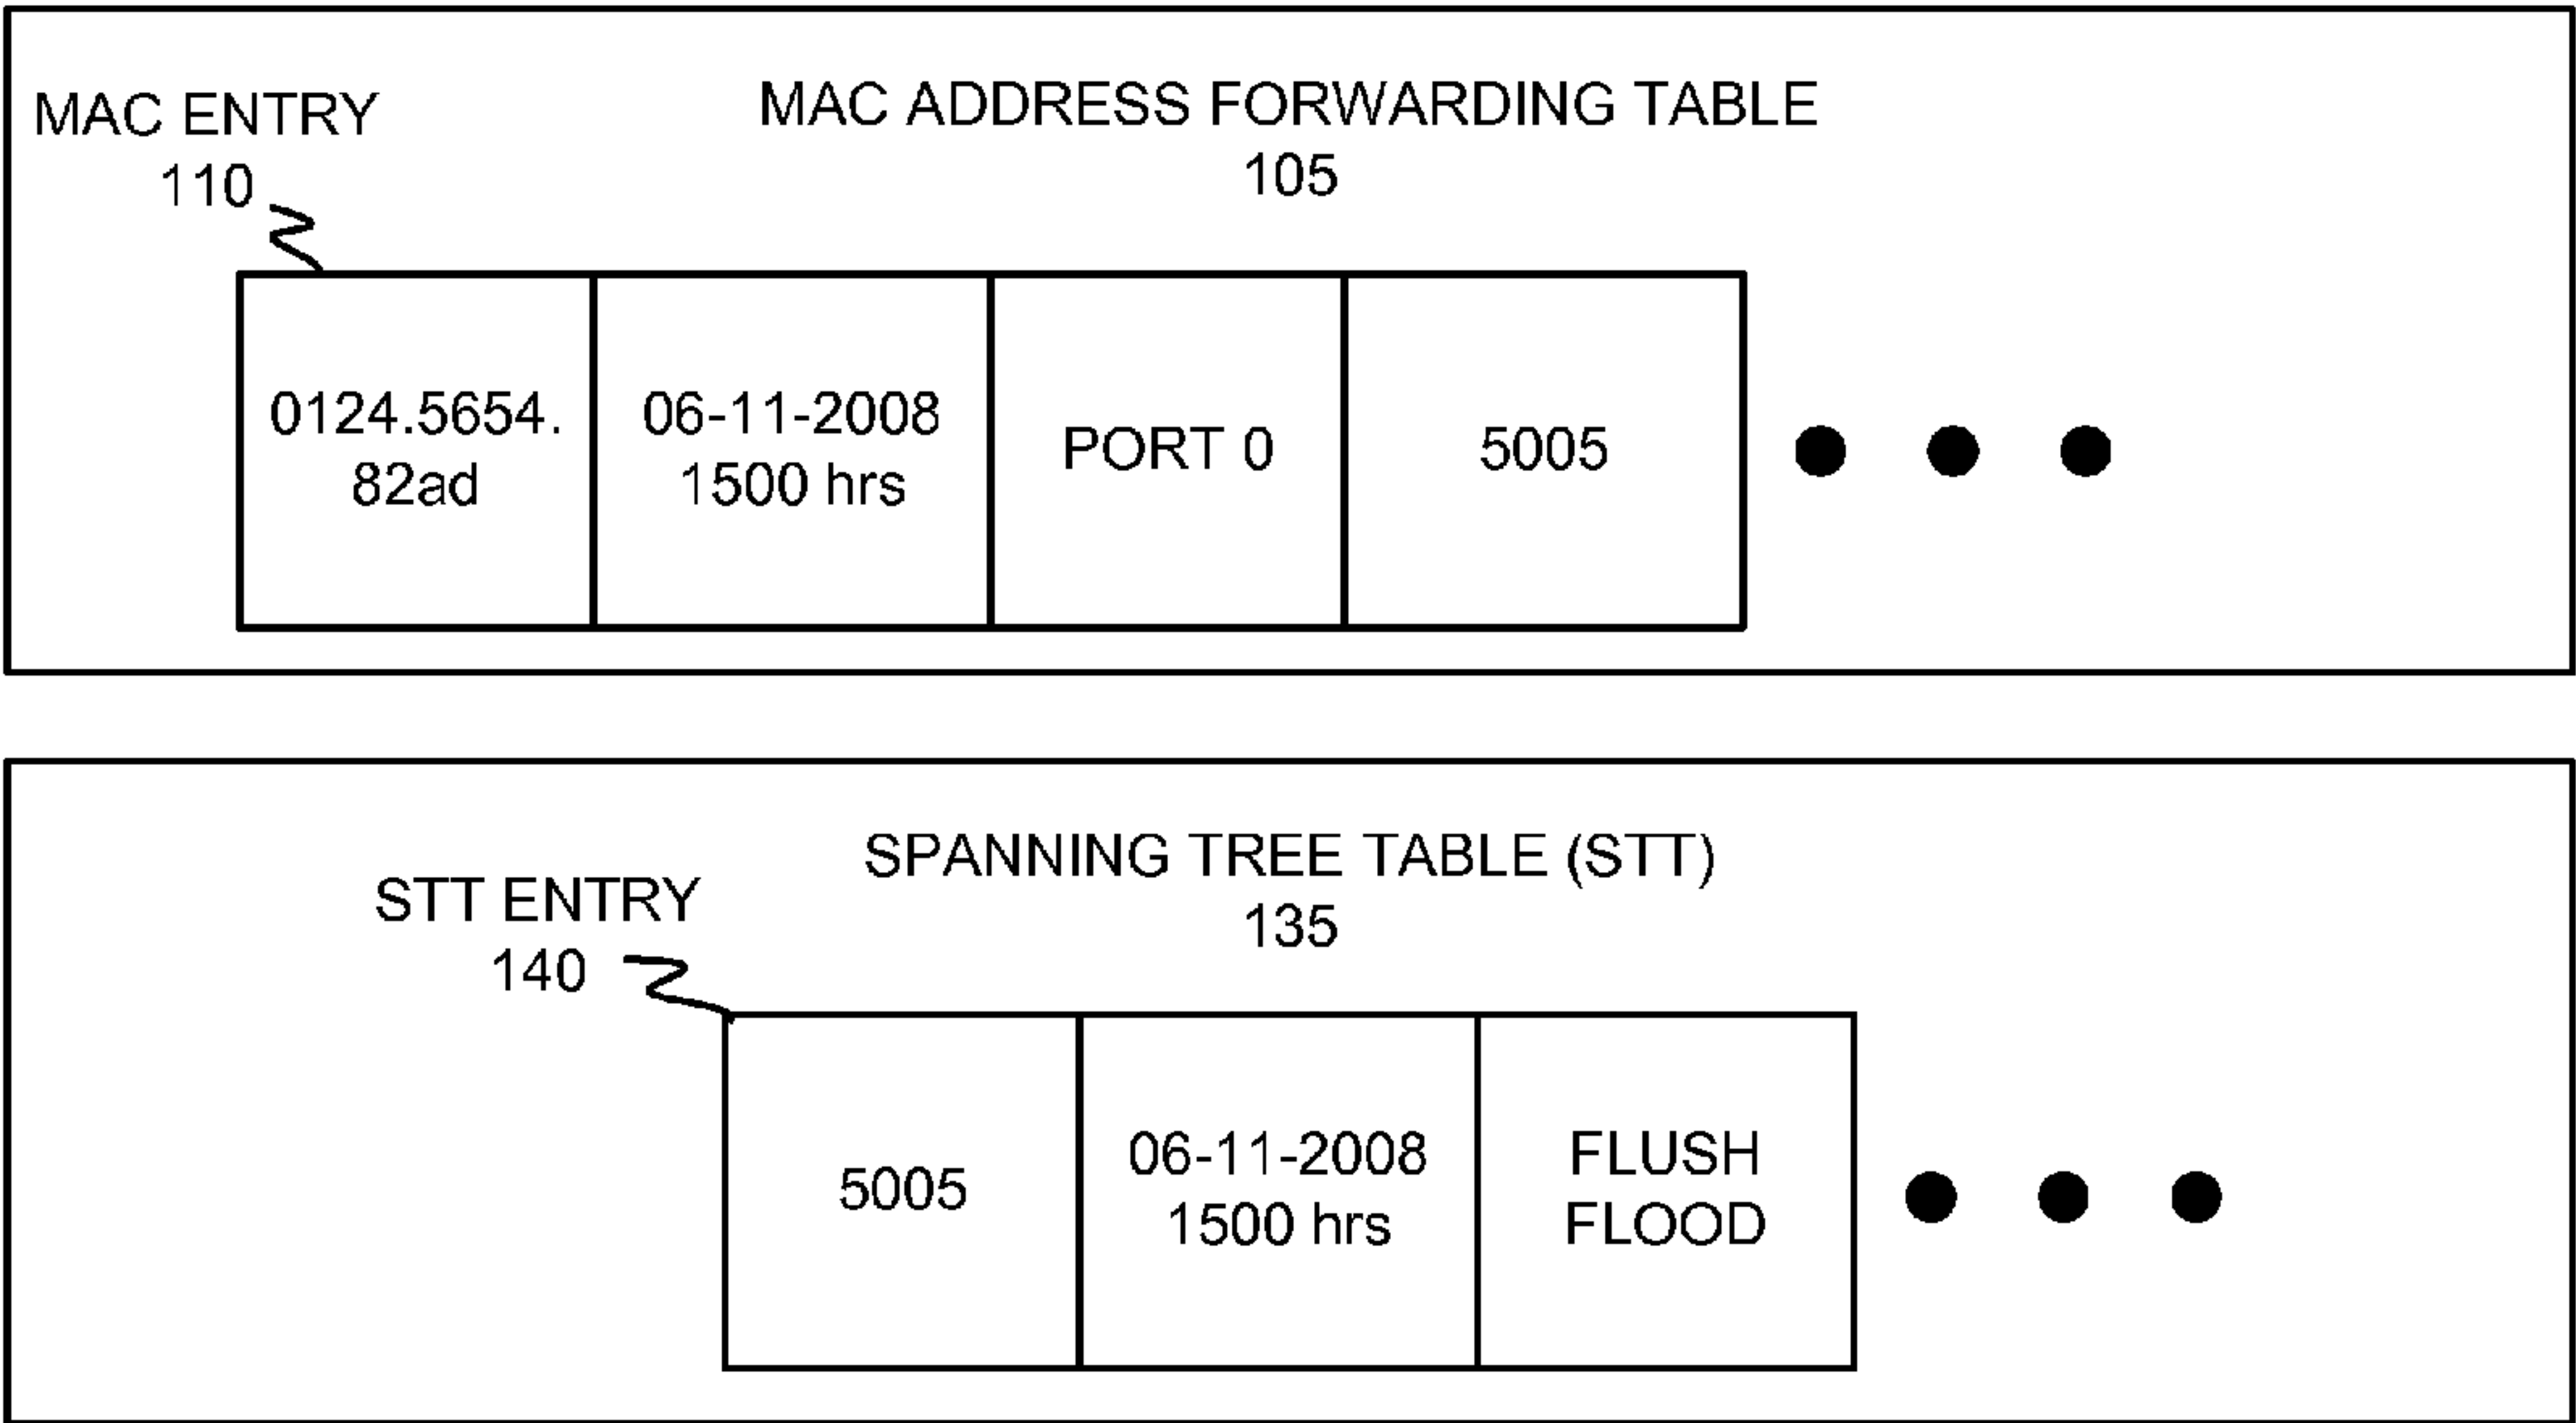 MAC ENTRY
110
MAC ADDRESS FORWARDING TABLE
105
0124.5654.
82ad
06-11-2008
1500 hrs
PORT 0
5005
SPANNING TREE TABLE (STT)
135
STT ENTRY
140
5005
06-11-2008
1500 hrs
FLUSH
FLOOD